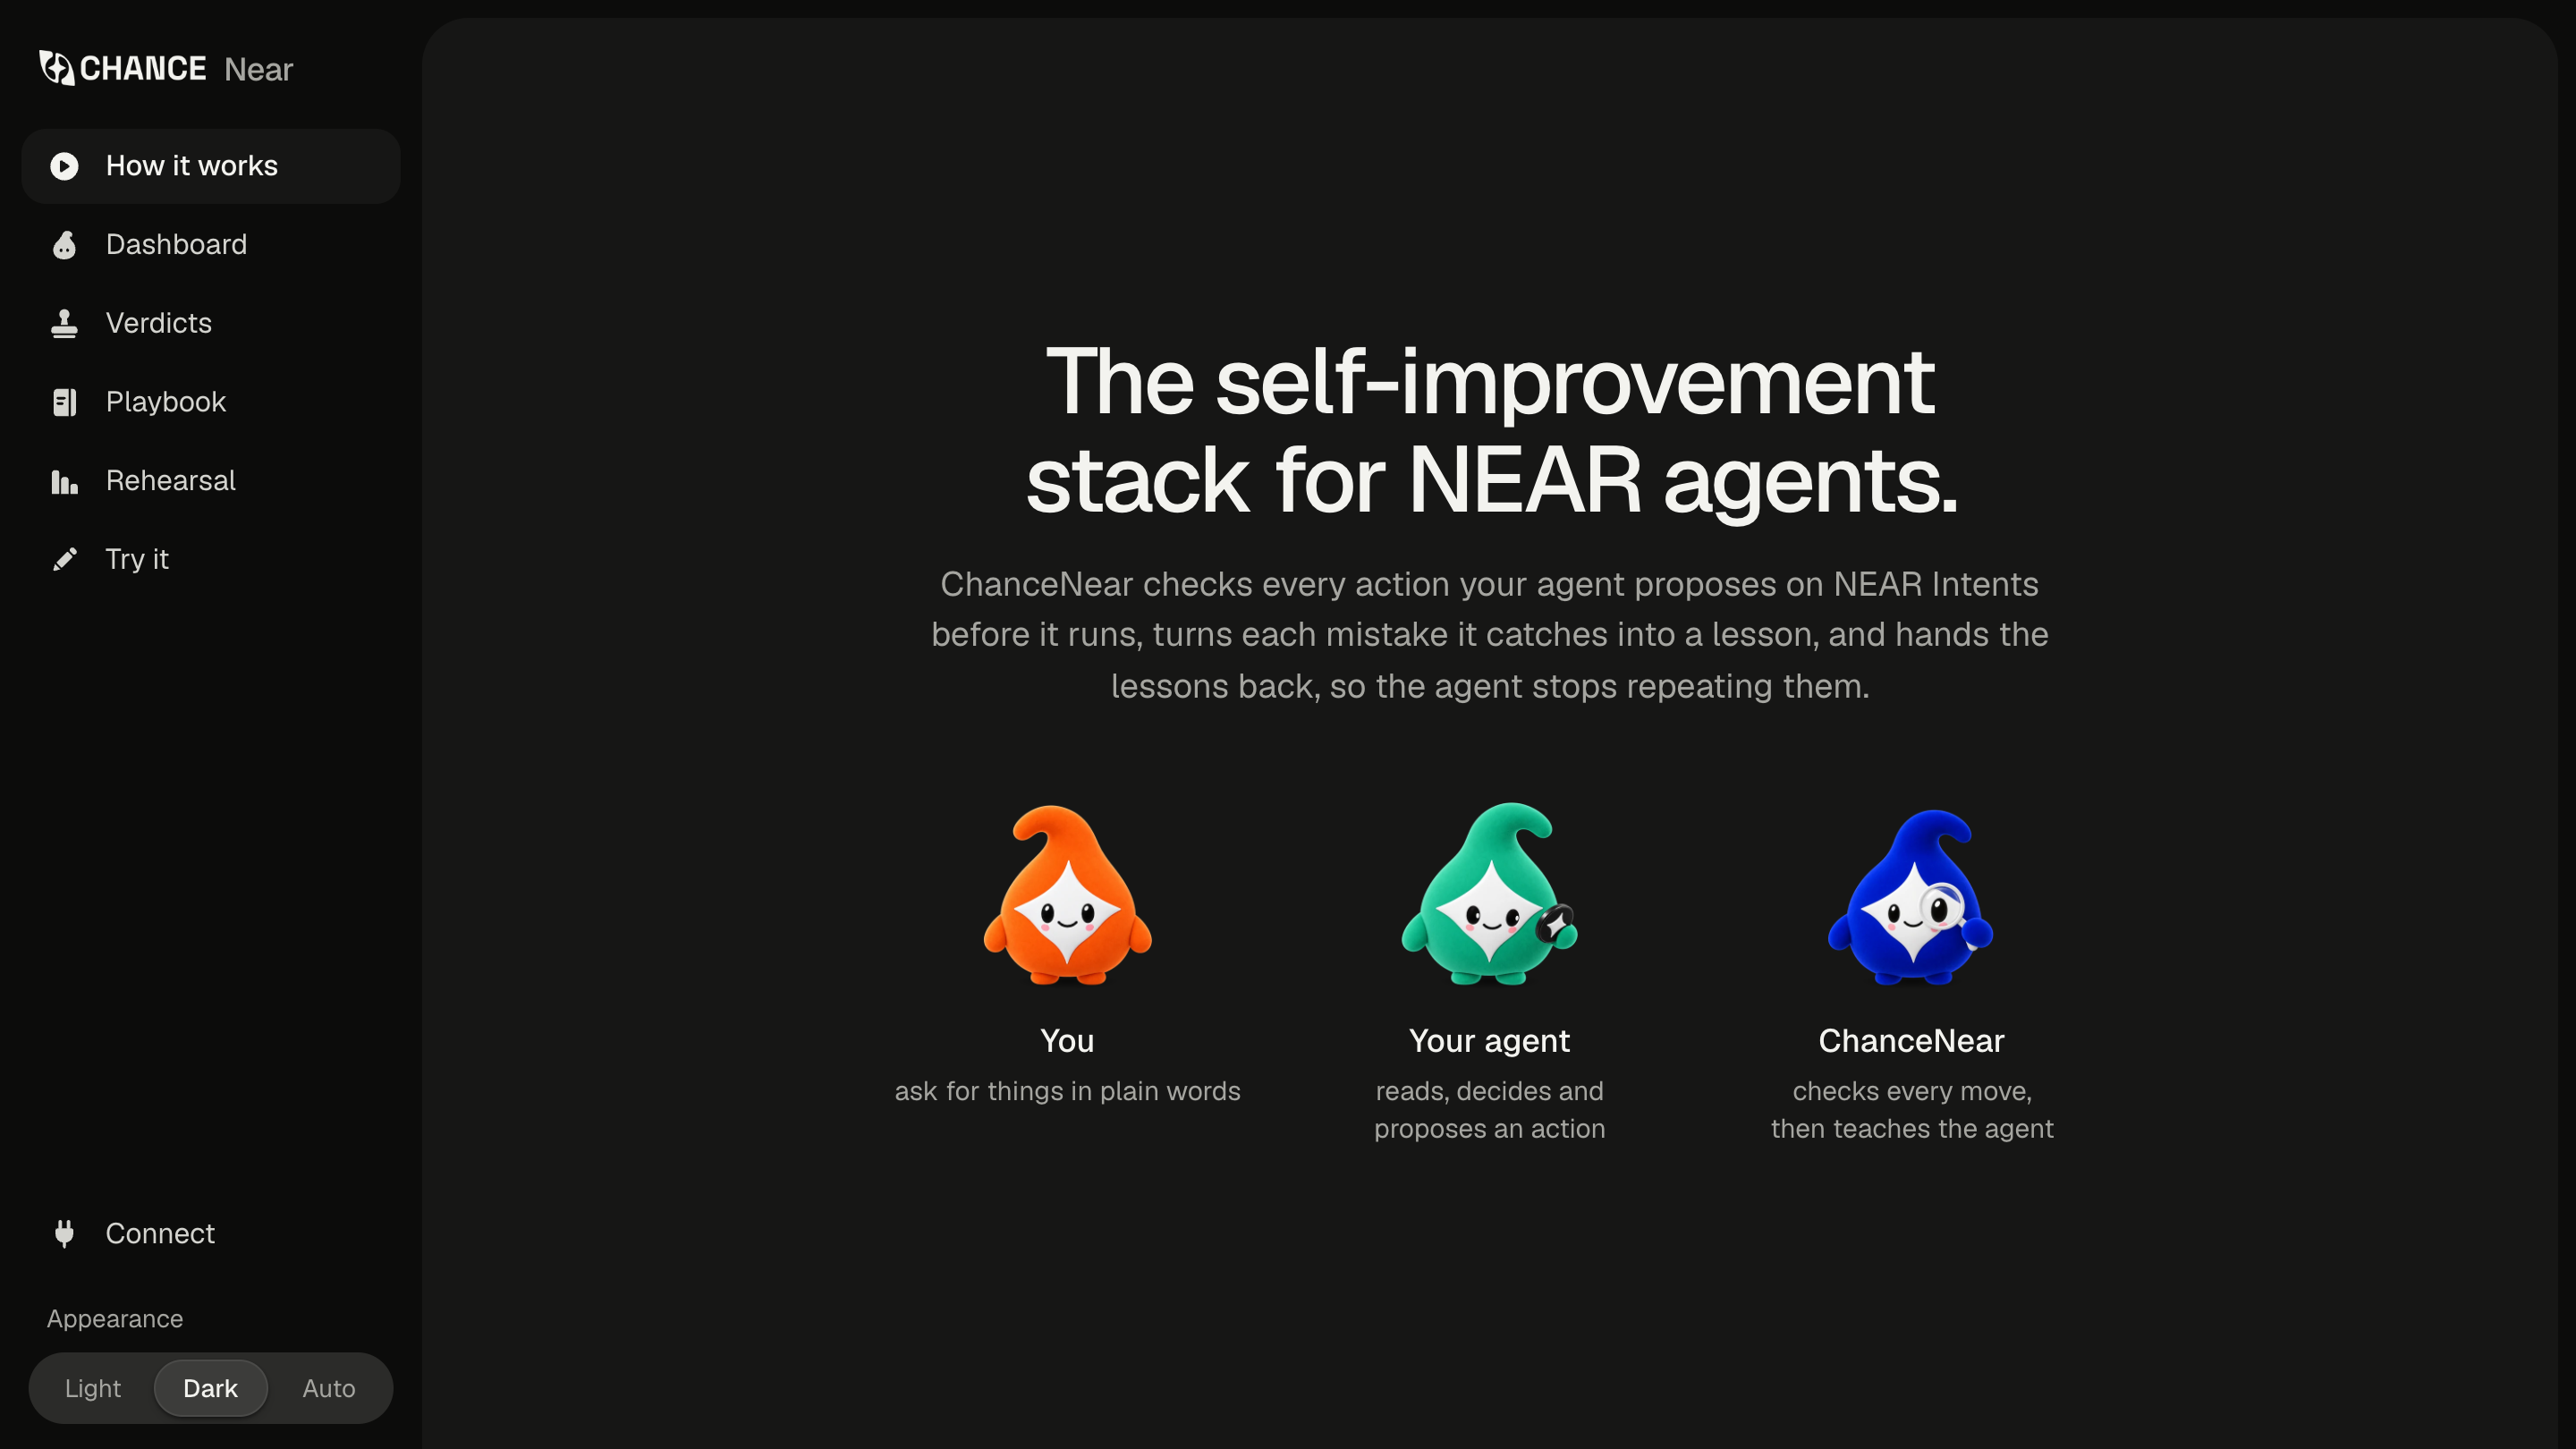 CHANCE Near
How it works
Dashboard
Verdicts
Playbook
Rehearsal
Try it
Connect
Appearance
Light Dark Auto
The self-improvement
stack for NEAR agents.
ChanceNear checks every action your agent proposes on NEAR Intents
before it runs, turns each mistake it catches into a lesson, and hands the
lessons back, so the agent stops repeating them.
You
ask for things in plain words
Your agent
reads, decides and
proposes an action
ChanceNear
checks every move,
then teaches the agent